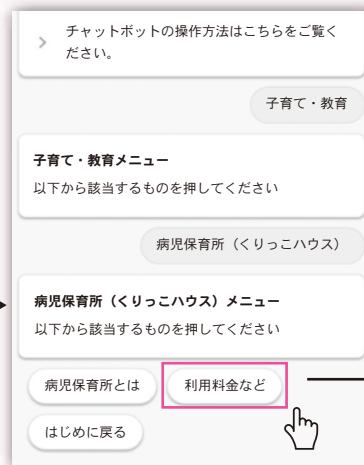 チャットボットの操作方法はこちらをご覧く
ださい。
子育て・教育
子育て・教育メニュー
以下から該当するものを押してください
病児保育所（くりっこハウス）
病児保育所（くりっこハウス）メニュー
以下から該当するものを押してください
病児保育所とは
利用料金など
はじめに戻る